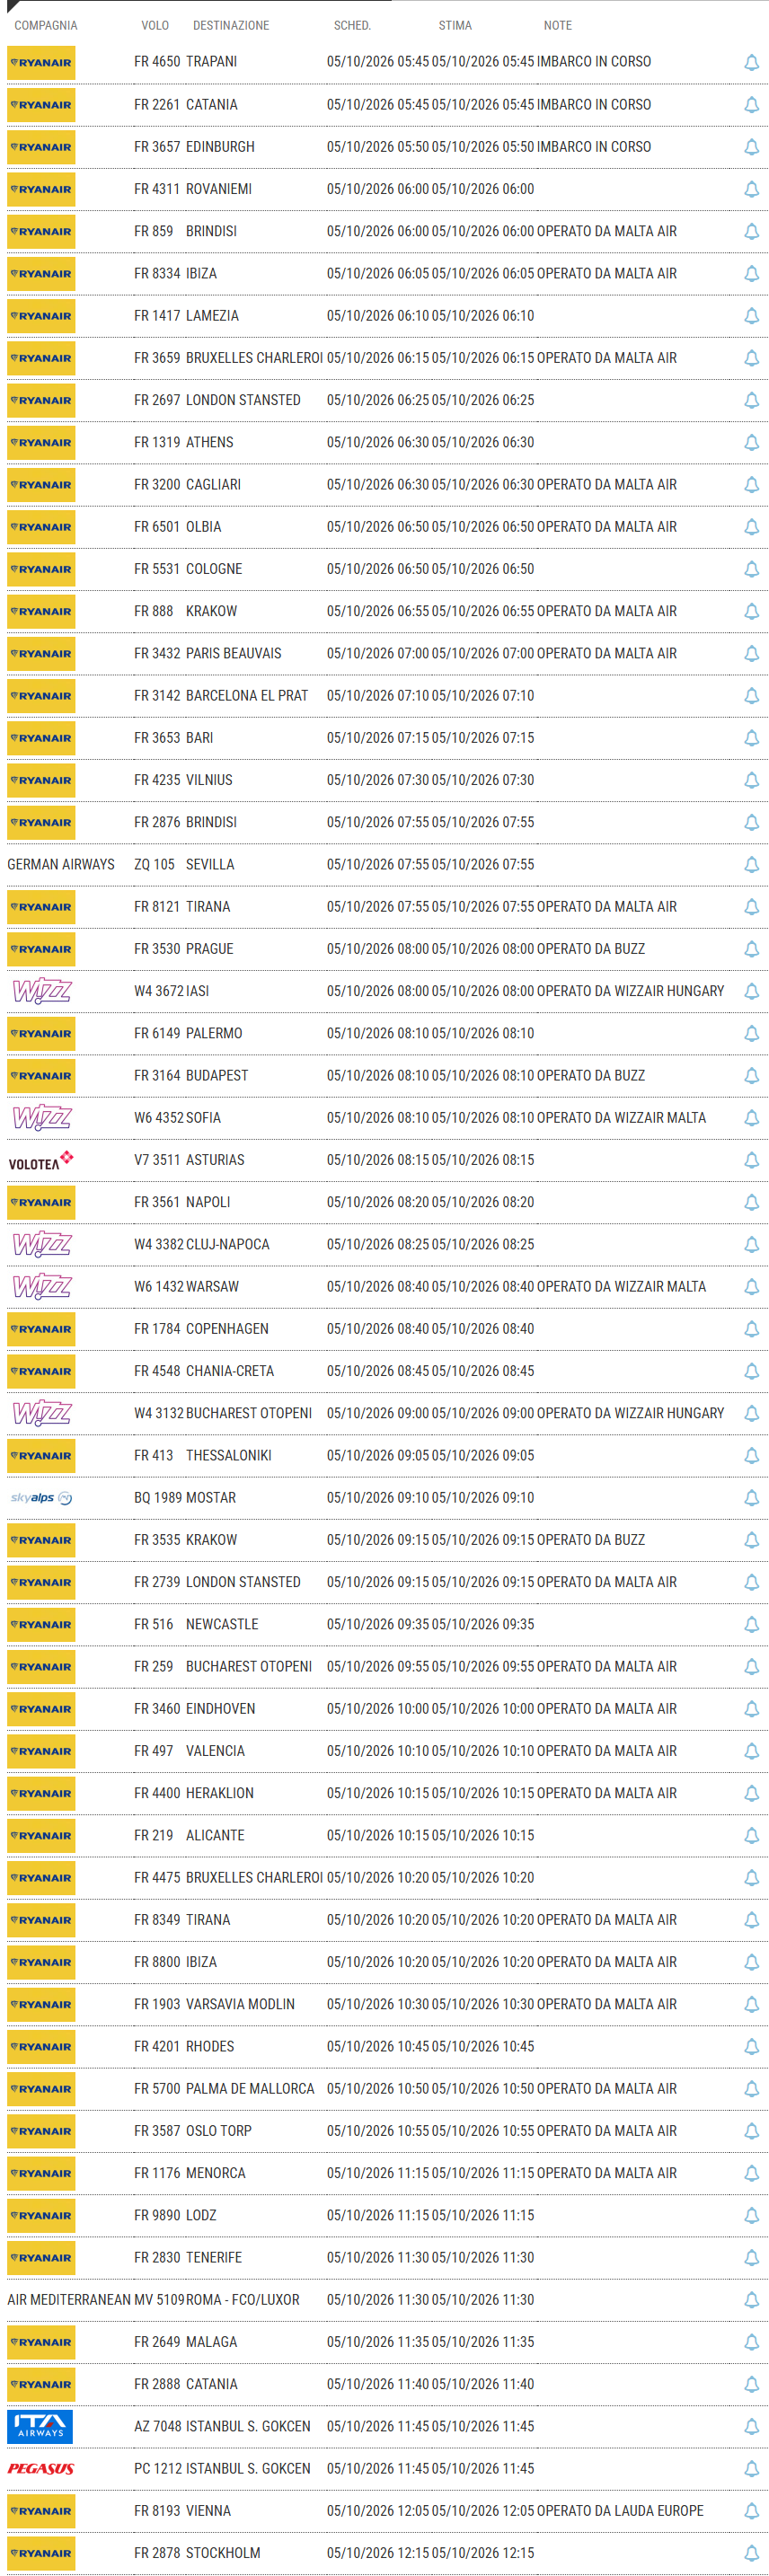 COMPAGNIA VOLO DESTINAZIONE SCHED. STIMA NOTE
RYANAIR FR 4650 TRAPANI 05/10/2026 05:45 05/10/2026 05:45 IMBARCO IN CORSO
RYANAIR FR 2261 CATANIA 05/10/2026 05:45 05/10/2026 05:45 IMBARCO IN CORSO
RYANAIR FR 3657 EDINBURGH 05/10/2026 05:50 05/10/2026 05:50 IMBARCO IN CORSO
RYANAIR FR 4311 ROVANIEMI 05/10/2026 06:00 05/10/2026 06:00
RYANAIR FR 859 BRINDISI 05/10/2026 06:00 05/10/2026 06:00 OPERATO DA MALTA AIR
RYANAIR FR 8334 IBIZA 05/10/2026 06:05 05/10/2026 06:05 OPERATO DA MALTA AIR
RYANAIR FR 1417 LAMEZIA 05/10/2026 06:10 05/10/2026 06:10
RYANAIR FR 3659 BRUXELLES CHARLEROI 05/10/2026 06:15 05/10/2026 06:15 OPERATO DA MALTA AIR
RYANAIR FR 2697 LONDON STANSTED 05/10/2026 06:25 05/10/2026 06:25
RYANAIR FR 1319 ATHENS 05/10/2026 06:30 05/10/2026 06:30
RYANAIR FR 3200 CAGLIARI 05/10/2026 06:30 05/10/2026 06:30 OPERATO DA MALTA AIR
RYANAIR FR 6501 OLBIA 05/10/2026 06:50 05/10/2026 06:50 OPERATO DA MALTA AIR
RYANAIR FR 5531 COLOGNE 05/10/2026 06:50 05/10/2026 06:50
RYANAIR FR 888 KRAKOW 05/10/2026 06:55 05/10/2026 06:55 OPERATO DA MALTA AIR
RYANAIR FR 3432 PARIS BEAUVAIS 05/10/2026 07:00 05/10/2026 07:00 OPERATO DA MALTA AIR
RYANAIR FR 3142 BARCELONA EL PRAT 05/10/2026 07:10 05/10/2026 07:10
RYANAIR FR 3653 BARI 05/10/2026 07:15 05/10/2026 07:15
RYANAIR FR 4235 VILNIUS 05/10/2026 07:30 05/10/2026 07:30
RYANAIR FR 2876 BRINDISI 05/10/2026 07:55 05/10/2026 07:55
GERMAN AIRWAYS ZQ 105 SEVILLA 05/10/2026 07:55 05/10/2026 07:55
RYANAIR FR 8121 TIRANA 05/10/2026 07:55 05/10/2026 07:55 OPERATO DA MALTA AIR
RYANAIR FR 3530 PRAGUE 05/10/2026 08:00 05/10/2026 08:00 OPERATO DA BUZZ
WIZZ W4 3672 IASI 05/10/2026 08:00 05/10/2026 08:00 OPERATO DA WIZZAIR HUNGARY
RYANAIR FR 6149 PALERMO 05/10/2026 08:10 05/10/2026 08:10
RYANAIR FR 3164 BUDAPEST 05/10/2026 08:10 05/10/2026 08:10 OPERATO DA BUZZ
WIZZ W6 4352 SOFIA 05/10/2026 08:10 05/10/2026 08:10 OPERATO DA WIZZAIR MALTA
VOLOTEA V7 3511 ASTURIAS 05/10/2026 08:15 05/10/2026 08:15
RYANAIR FR 3561 NAPOLI 05/10/2026 08:20 05/10/2026 08:20
WIZZ W4 3382 CLUJ-NAPOCA 05/10/2026 08:25 05/10/2026 08:25
WIZZ W6 1432 WARSAW 05/10/2026 08:40 05/10/2026 08:40 OPERATO DA WIZZAIR MALTA
RYANAIR FR 1784 COPENHAGEN 05/10/2026 08:40 05/10/2026 08:40
RYANAIR FR 4548 CHANIA-CRETA 05/10/2026 08:45 05/10/2026 08:45
WIZZ W4 3132 BUCHAREST OTOPENI 05/10/2026 09:00 05/10/2026 09:00 OPERATO DA WIZZAIR HUNGARY
RYANAIR FR 413 THESSALONIKI 05/10/2026 09:05 05/10/2026 09:05
skyalps BQ 1989 MOSTAR 05/10/2026 09:10 05/10/2026 09:10
RYANAIR FR 3535 KRAKOW 05/10/2026 09:15 05/10/2026 09:15 OPERATO DA BUZZ
RYANAIR FR 2739 LONDON STANSTED 05/10/2026 09:15 05/10/2026 09:15 OPERATO DA MALTA AIR
RYANAIR FR 516 NEWCASTLE 05/10/2026 09:35 05/10/2026 09:35
RYANAIR FR 259 BUCHAREST OTOPENI 05/10/2026 09:55 05/10/2026 09:55 OPERATO DA MALTA AIR
RYANAIR FR 3460 EINDHOVEN 05/10/2026 10:00 05/10/2026 10:00 OPERATO DA MALTA AIR
RYANAIR FR 497 VALENCIA 05/10/2026 10:10 05/10/2026 10:10 OPERATO DA MALTA AIR
RYANAIR FR 4400 HERAKLION 05/10/2026 10:15 05/10/2026 10:15 OPERATO DA MALTA AIR
RYANAIR FR 219 ALICANTE 05/10/2026 10:15 05/10/2026 10:15
RYANAIR FR 4475 BRUXELLES CHARLEROI 05/10/2026 10:20 05/10/2026 10:20
RYANAIR FR 8349 TIRANA 05/10/2026 10:20 05/10/2026 10:20 OPERATO DA MALTA AIR
RYANAIR FR 8800 IBIZA 05/10/2026 10:20 05/10/2026 10:20 OPERATO DA MALTA AIR
RYANAIR FR 1903 VARSAVIA MODLIN 05/10/2026 10:30 05/10/2026 10:30 OPERATO DA MALTA AIR
RYANAIR FR 4201 RHODES 05/10/2026 10:45 05/10/2026 10:45
RYANAIR FR 5700 PALMA DE MALLORCA 05/10/2026 10:50 05/10/2026 10:50 OPERATO DA MALTA AIR
RYANAIR FR 3587 OSLO TORP 05/10/2026 10:55 05/10/2026 10:55 OPERATO DA MALTA AIR
RYANAIR FR 1176 MENORCA 05/10/2026 11:15 05/10/2026 11:15 OPERATO DA MALTA AIR
RYANAIR FR 9890 LODZ 05/10/2026 11:15 05/10/2026 11:15
RYANAIR FR 2830 TENERIFE 05/10/2026 11:30 05/10/2026 11:30
AIR MEDITERRANEAN MV 5109 ROMA - FCO/LUXOR 05/10/2026 11:30 05/10/2026 11:30
RYANAIR FR 2649 MALAGA 05/10/2026 11:35 05/10/2026 11:35
RYANAIR FR 2888 CATANIA 05/10/2026 11:40 05/10/2026 11:40
ITA AIRWAYS AZ 7048 ISTANBUL S. GOKCEN 05/10/2026 11:45 05/10/2026 11:45
PEGASUS PC 1212 ISTANBUL S. GOKCEN 05/10/2026 11:45 05/10/2026 11:45
RYANAIR FR 8193 VIENNA 05/10/2026 12:05 05/10/2026 12:05 OPERATO DA LAUDA EUROPE
RYANAIR FR 2878 STOCKHOLM 05/10/2026 12:15 05/10/2026 12:15